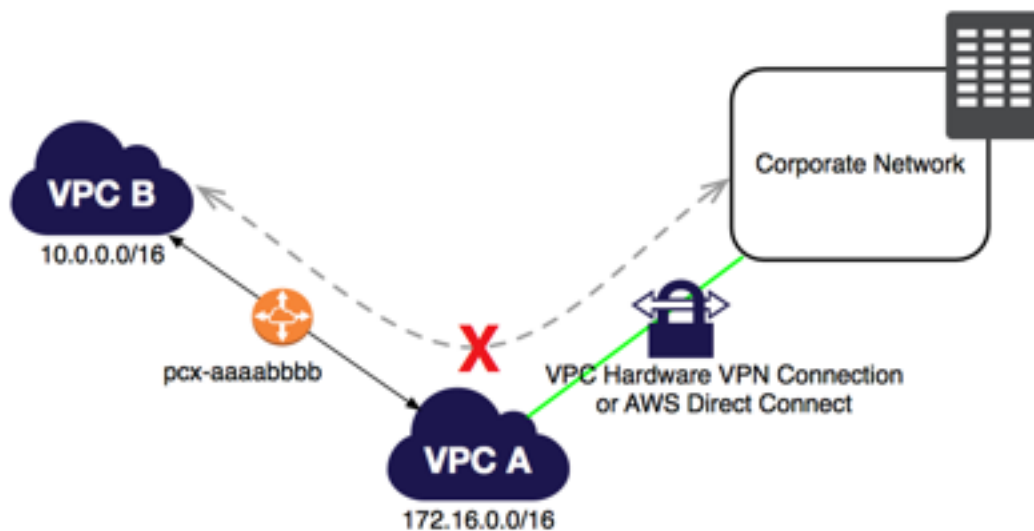 Corporate Network
VPC B
10.0.0.0/16
X
pcx-aaaabbbb
VPC Hardware VPN Connection
or AWS Direct Connect
VPC A
172.16.0.0/16